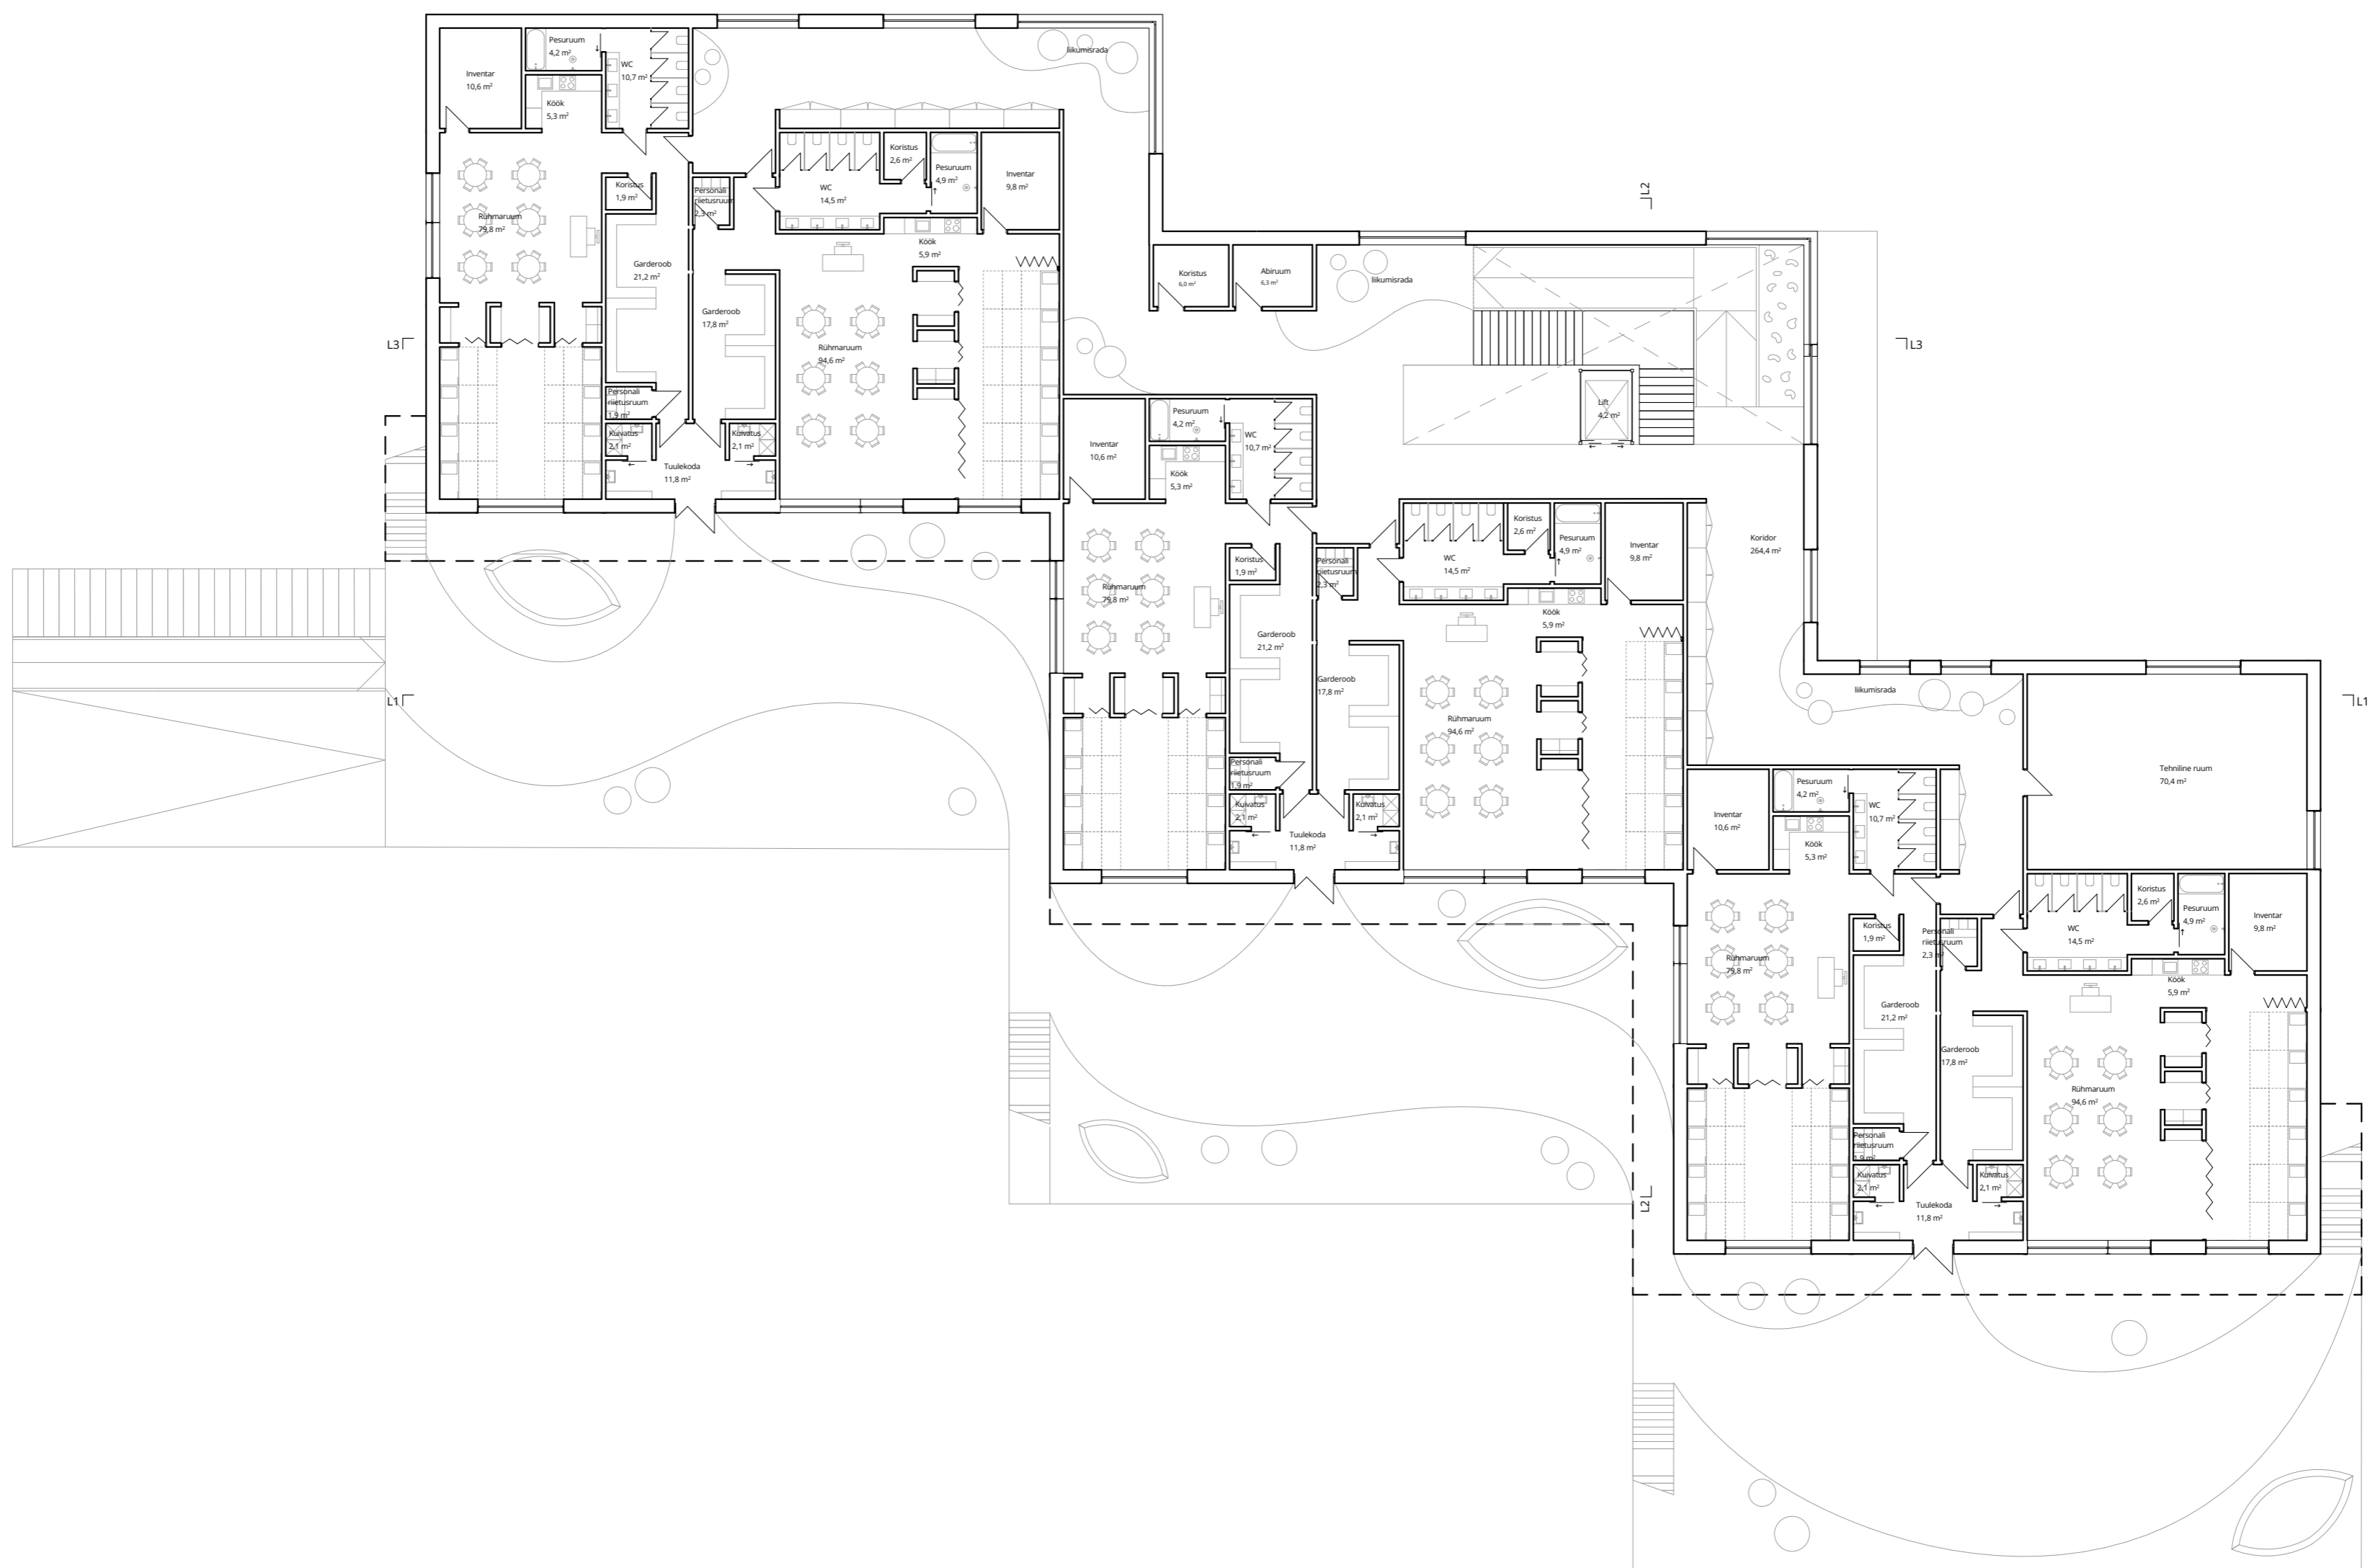 Pesuruum
4,2 m²
Inventar
10,6 m²
WC
10,7 m²
Köök
5,3 m²
liikumisrada
Koristus
2,6 m²
Pesuruum
4,9 m²
Inventar
9,8 m²
Koristus
1,9 m²
Personali
riietusruum
2,3 m²
WC
14,5 m²
Rühmaruum
79,8 m²
Köök
5,9 m²
Garderoob
21,2 m²
Garderoob
17,8 m²
Rühmaruum
94,6 m²
Personali
riietusruum
1,9 m²
Kuivatus
2,1 m²
Kuivatus
2,1 m²
Tuulekoda
11,8 m²
L2
Koristus
6,0 m²
Abiruum
6,3 m²
liikumisrada
L3
L3
Lift
4,2 m²
Pesuruum
4,2 m²
Inventar
10,6 m²
WC
10,7 m²
Köök
5,3 m²
Koristus
2,6 m²
Pesuruum
4,9 m²
Inventar
9,8 m²
Koridor
264,4 m²
Koristus
1,9 m²
Personali
riietusruum
2,3 m²
WC
14,5 m²
Rühmaruum
79,8 m²
Köök
5,9 m²
Garderoob
21,2 m²
Garderoob
17,8 m²
Rühmaruum
94,6 m²
Personali
riietusruum
1,9 m²
Kuivatus
2,1 m²
Kuivatus
2,1 m²
Tuulekoda
11,8 m²
L1
L1
liikumisrada
Tehniline ruum
70,4 m²
Pesuruum
4,2 m²
Inventar
10,6 m²
WC
10,7 m²
Köök
5,3 m²
Koristus
2,6 m²
Pesuruum
4,9 m²
Inventar
9,8 m²
Koristus
1,9 m²
Personali
riietusruum
2,3 m²
WC
14,5 m²
Rühmaruum
79,8 m²
Köök
5,9 m²
Garderoob
21,2 m²
Garderoob
17,8 m²
Rühmaruum
94,6 m²
Personali
riietusruum
1,9 m²
Kuivatus
2,1 m²
Kuivatus
2,1 m²
Tuulekoda
11,8 m²
L2